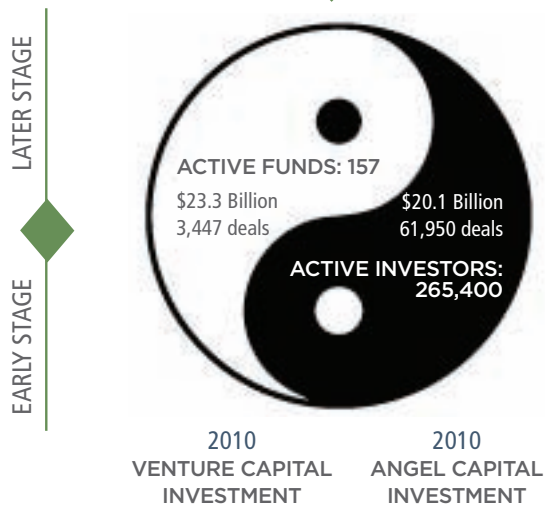 LATER STAGE
EARLY STAGE
ACTIVE FUNDS: 157
$23.3 Billion
3,447 deals
$20.1 Billion
61,950 deals
ACTIVE INVESTORS:
265,400
2010
VENTURE CAPITAL
INVESTMENT
2010
ANGEL CAPITAL
INVESTMENT